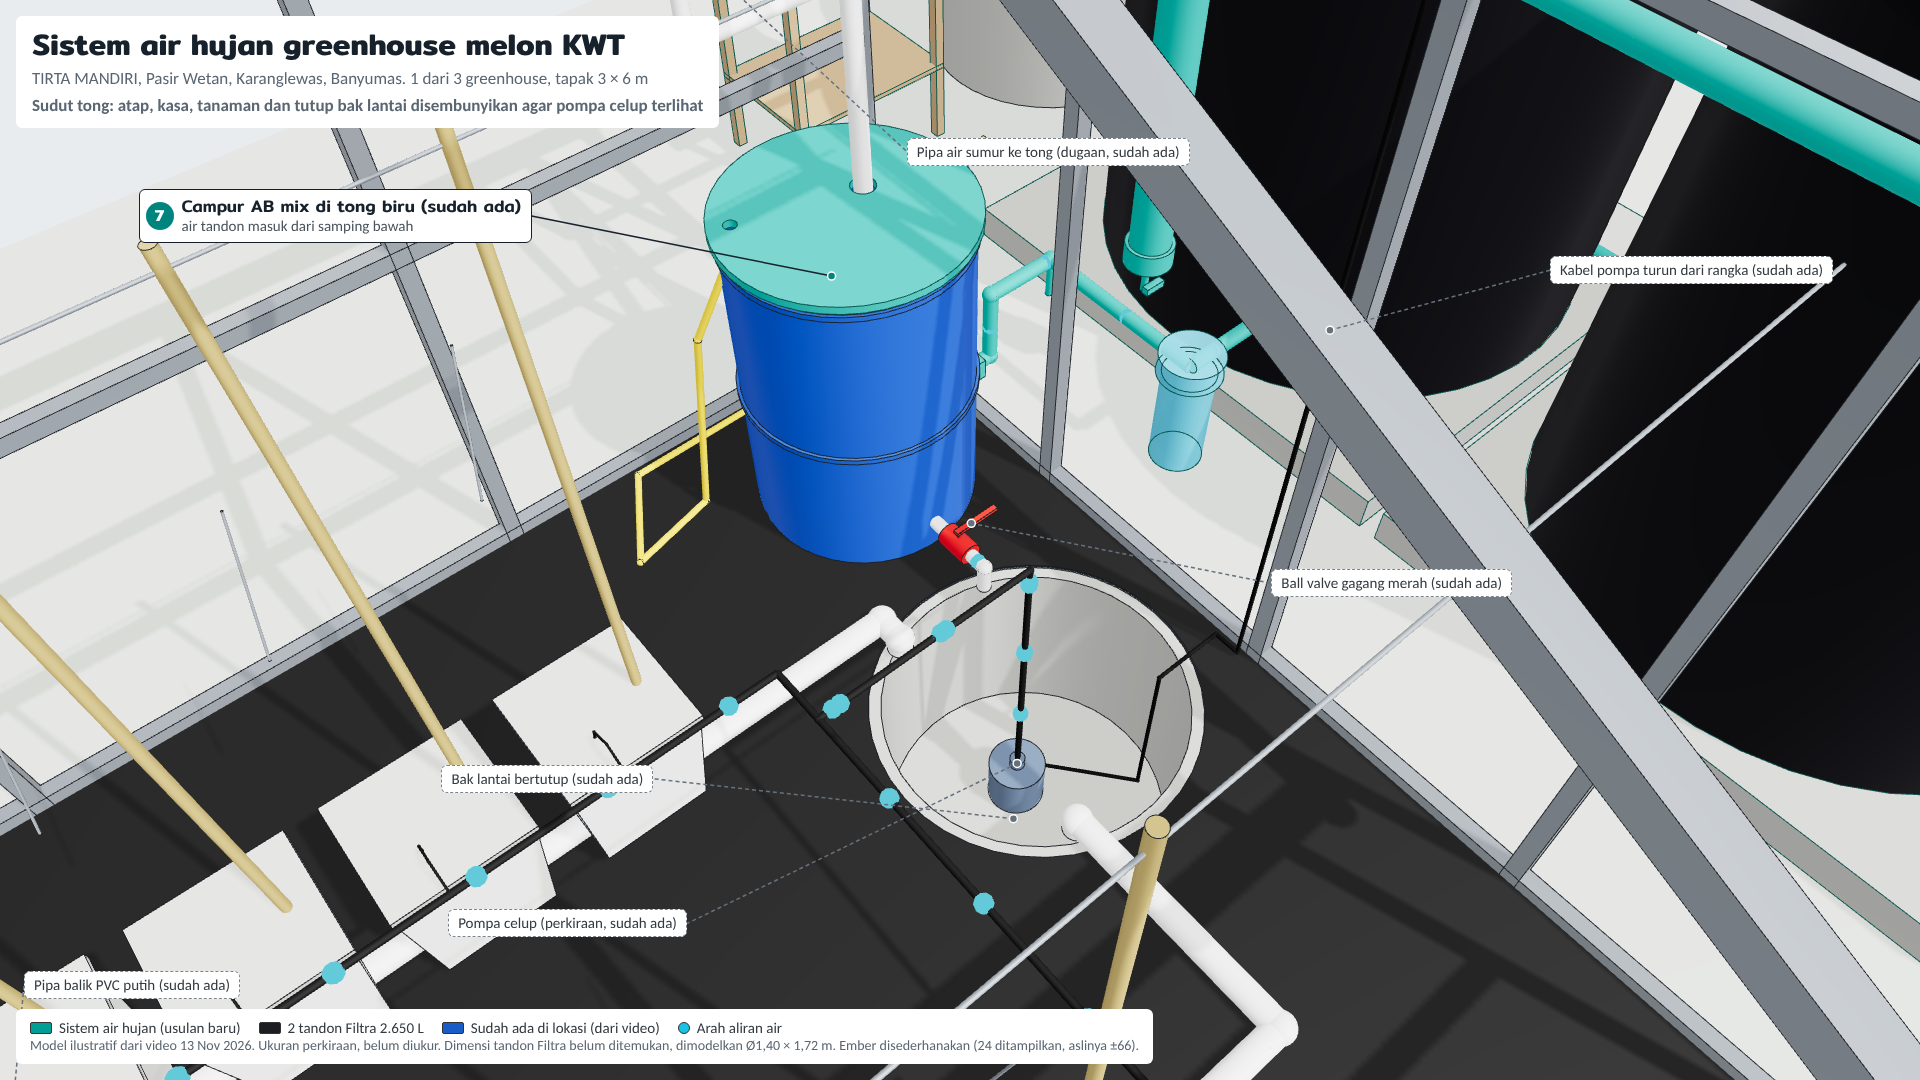 Sistem air hujan greenhouse melon KWT
TIRTA MANDIRI, Pasir Wetan, Karanglewas, Banyumas. 1 dari 3 greenhouse, tapak 3 × 6 m
Sudut tong: atap, kasa, tanaman dan tutup bak lantai disembunyikan agar pompa celup terlihat
Pipa air sumur ke tong (dugaan, sudah ada)
7
Campur AB mix di tong biru (sudah ada)
air tandon masuk dari samping bawah
Kabel pompa turun dari rangka (sudah ada)
Ball valve gagang merah (sudah ada)
Bak lantai bertutup (sudah ada)
Pompa celup (perkiraan, sudah ada)
Pipa balik PVC putih (sudah ada)
Sistem air hujan (usulan baru)
2 tandon Filtra 2.650 L
Sudah ada di lokasi (dari video)
Arah aliran air
Model ilustratif dari video 13 Nov 2026. Ukuran perkiraan, belum diukur. Dimensi tandon Filtra belum ditemukan, dimodelkan Ø1,40 × 1,72 m. Ember disederhanakan (24 ditampilkan, aslinya ±66).